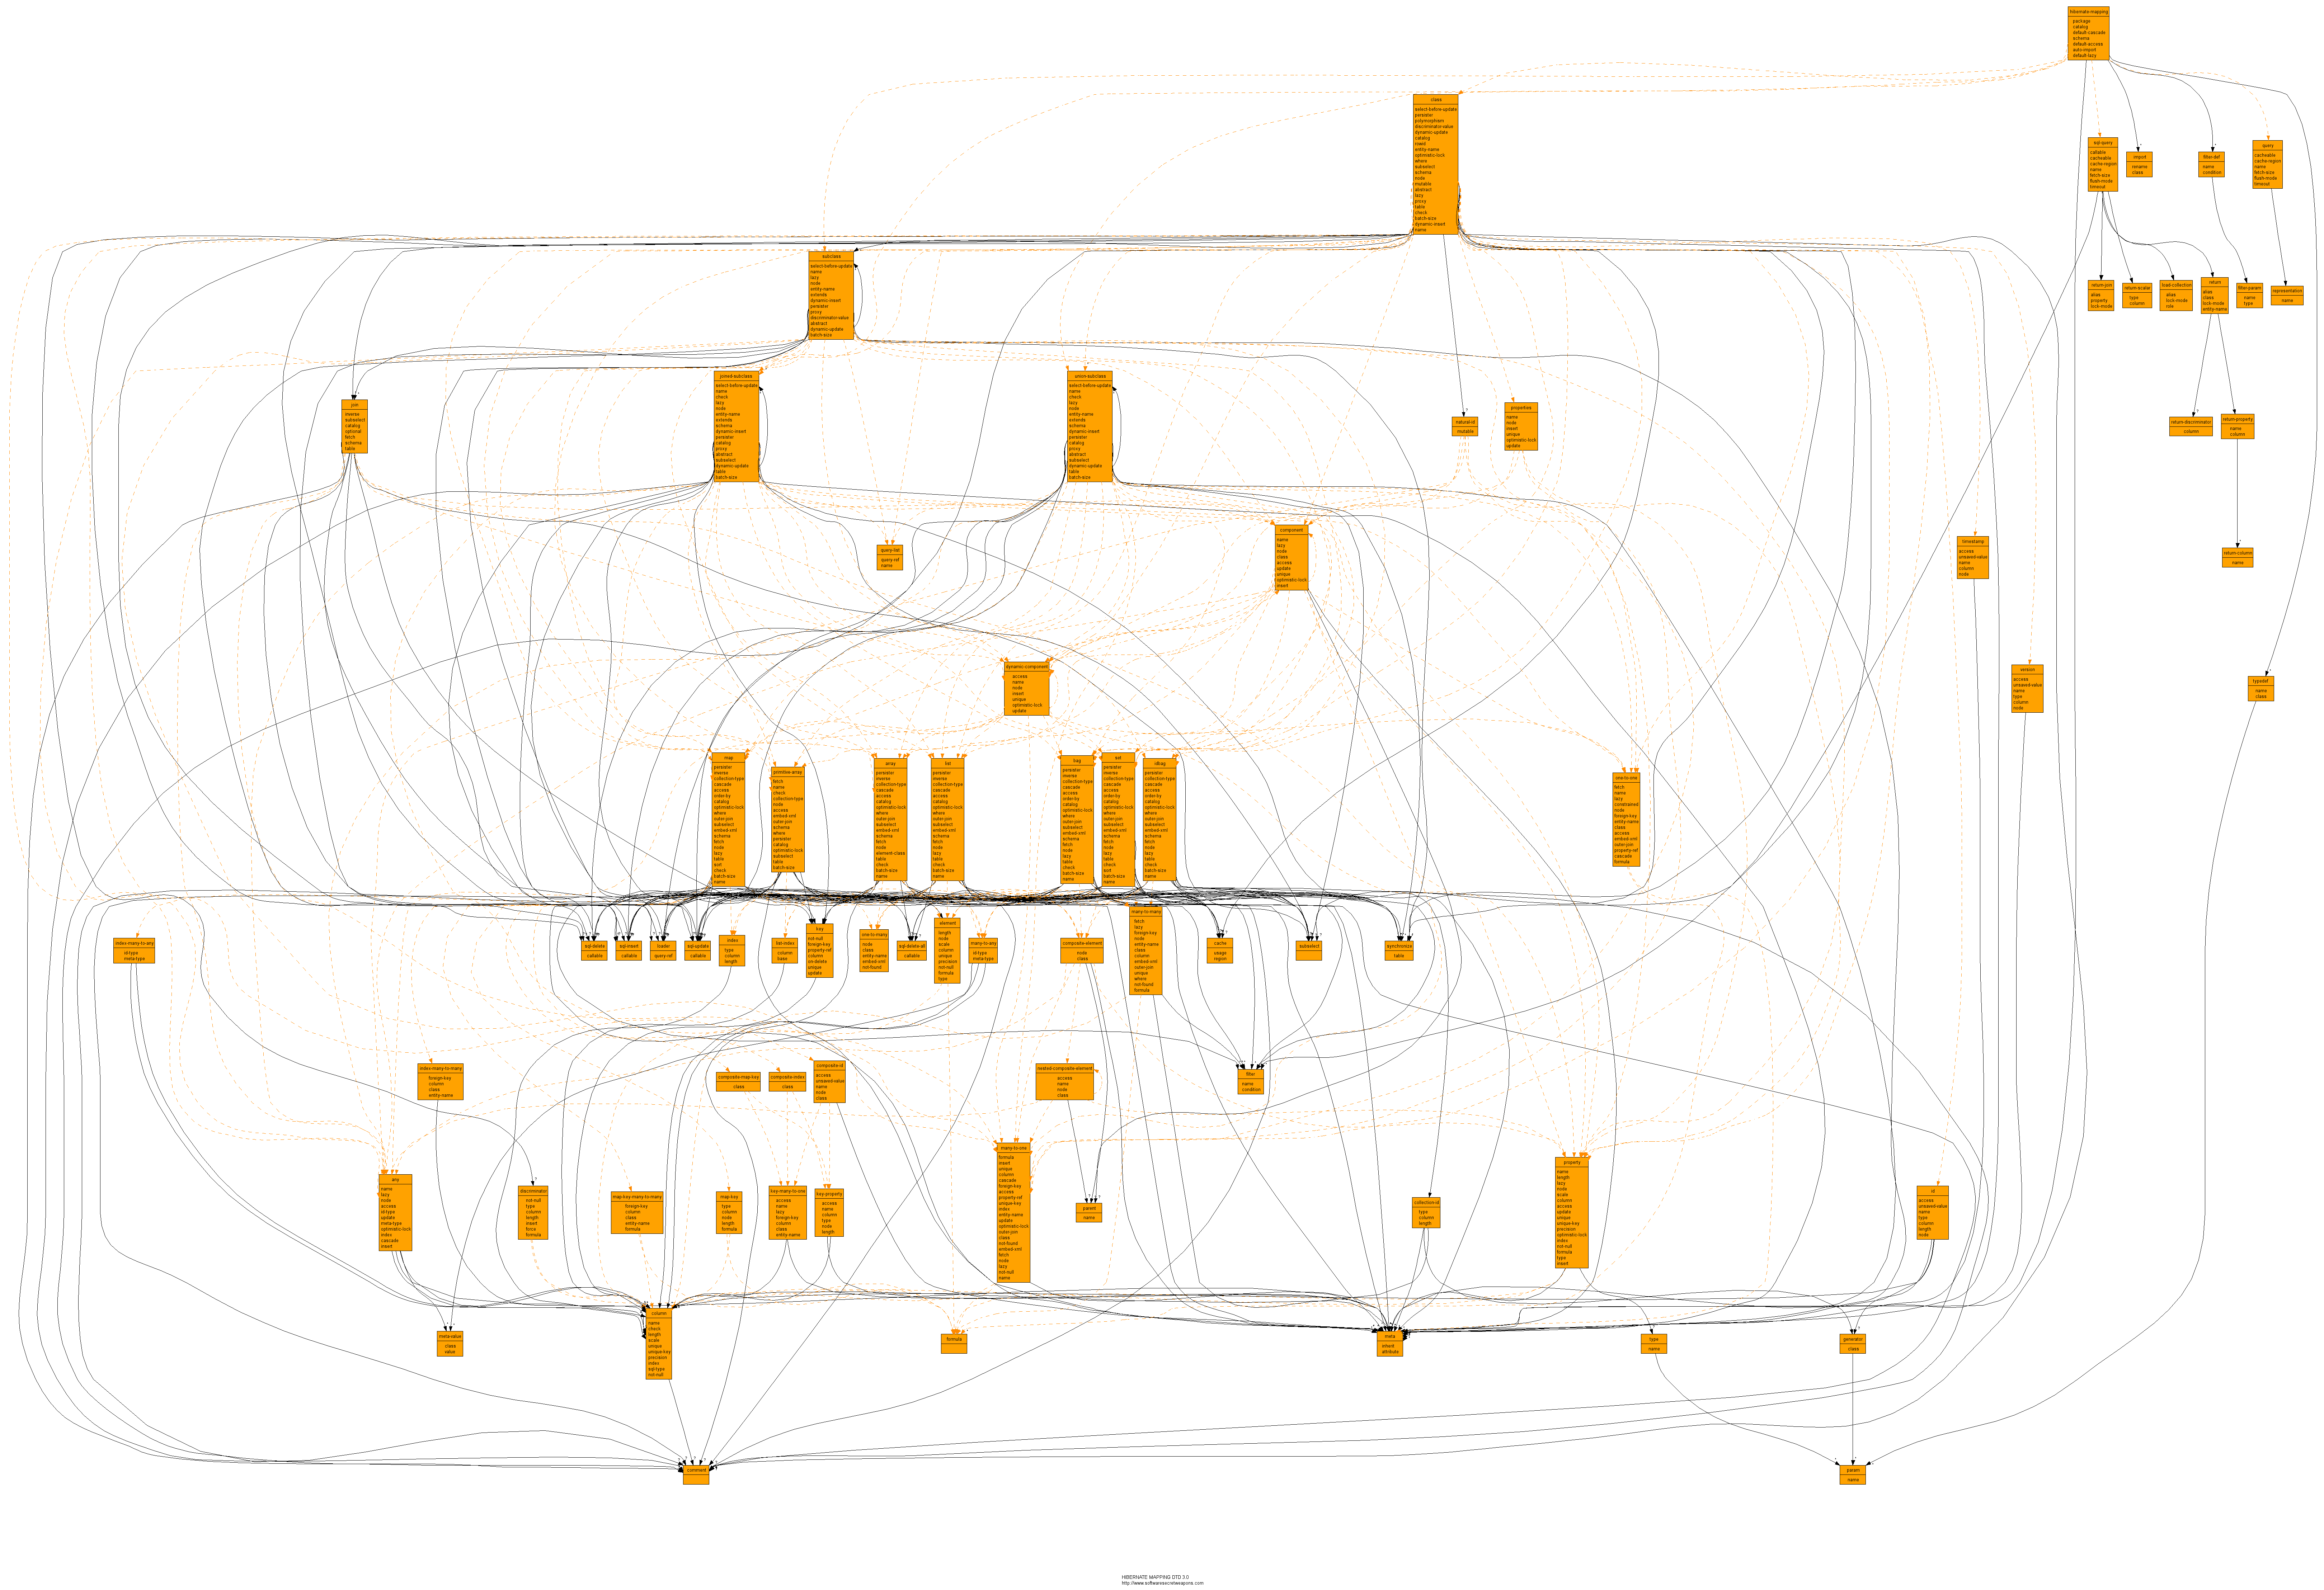 hibernate-mapping
package
catalog
default-cascade
schema
default-access
auto-import
default-lazy
class
select-before-update
persister
polymorphism
discriminator-value
dynamic-update
catalog
rowid
entity-name
optimistic-lock
where
subselect
schema
node
mutable
abstract
lazy
proxy
table
check
batch-size
dynamic-insert
name
sql-query
callable
cacheable
cache-region
name
fetch-size
flush-mode
timeout
import
rename
class
filter-def
name
condition
query
cacheable
cache-region
name
fetch-size
flush-mode
timeout
subclass
select-before-update
name
lazy
node
entity-name
extends
dynamic-insert
persister
proxy
discriminator-value
abstract
dynamic-update
batch-size
return-join
alias
property
lock-mode
return-scalar
type
column
load-collection
alias
lock-mode
role
return
alias
class
lock-mode
entity-name
filter-param
name
type
representation
name
join
inverse
subselect
catalog
optional
fetch
schema
table
joined-subclass
select-before-update
name
check
lazy
node
entity-name
extends
schema
dynamic-insert
persister
catalog
proxy
abstract
subselect
dynamic-update
table
batch-size
union-subclass
select-before-update
name
check
lazy
node
entity-name
extends
schema
dynamic-insert
persister
catalog
proxy
abstract
subselect
dynamic-update
table
batch-size
natural-id
mutable
properties
name
node
insert
unique
optimistic-lock
update
return-discriminator
column
return-property
name
column
query-list
query-ref
name
component
name
lazy
node
class
access
update
unique
optimistic-lock
insert
timestamp
access
unsaved-value
name
column
node
return-column
name
dynamic-component
access
name
node
insert
unique
optimistic-lock
update
version
access
unsaved-value
name
type
column
node
typedef
name
class
map
persister
inverse
collection-type
cascade
access
order-by
catalog
optimistic-lock
where
outer-join
subselect
embed-xml
schema
fetch
node
lazy
table
sort
check
batch-size
name
primitive-array
fetch
name
check
collection-type
node
access
embed-xml
outer-join
schema
where
persister
catalog
optimistic-lock
subselect
table
batch-size
array
persister
inverse
collection-type
cascade
access
catalog
optimistic-lock
where
outer-join
subselect
embed-xml
schema
fetch
node
element-class
table
check
batch-size
name
list
persister
inverse
collection-type
cascade
access
catalog
optimistic-lock
where
outer-join
subselect
embed-xml
schema
fetch
node
lazy
table
check
batch-size
name
bag
persister
inverse
collection-type
cascade
access
order-by
catalog
optimistic-lock
where
outer-join
subselect
embed-xml
schema
fetch
node
lazy
table
check
batch-size
name
set
persister
inverse
collection-type
cascade
access
order-by
catalog
optimistic-lock
where
outer-join
subselect
embed-xml
schema
fetch
node
lazy
table
check
sort
batch-size
name
idbag
persister
collection-type
cascade
access
order-by
catalog
optimistic-lock
where
outer-join
subselect
embed-xml
schema
fetch
node
lazy
table
check
batch-size
name
one-to-one
fetch
name
lazy
constrained
node
foreign-key
entity-name
class
access
embed-xml
outer-join
property-ref
cascade
formula
index-many-to-any
id-type
meta-type
sql-delete
callable
sql-insert
callable
loader
query-ref
sql-update
callable
index
type
column
length
list-index
column
base
key
not-null
foreign-key
property-ref
column
on-delete
unique
update
one-to-many
node
class
entity-name
embed-xml
not-found
sql-delete-all
callable
element
length
node
scale
column
unique
precision
not-null
formula
type
many-to-any
id-type
meta-type
composite-element
node
class
many-to-many
fetch
lazy
foreign-key
node
entity-name
class
column
embed-xml
outer-join
unique
where
not-found
formula
cache
usage
region
subselect
synchronize
table
index-many-to-many
foreign-key
column
class
entity-name
composite-map-key
class
composite-index
class
composite-id
access
unsaved-value
name
node
class
nested-composite-element
access
name
node
class
filter
name
condition
any
name
lazy
node
access
id-type
update
meta-type
optimistic-lock
index
cascade
insert
discriminator
not-null
type
column
length
insert
force
formula
map-key-many-to-many
foreign-key
column
class
entity-name
formula
map-key
type
column
node
length
formula
key-many-to-one
access
name
lazy
foreign-key
column
class
entity-name
key-property
access
name
column
type
node
length
many-to-one
formula
insert
unique
column
cascade
foreign-key
access
property-ref
unique-key
index
entity-name
update
optimistic-lock
outer-join
class
not-found
embed-xml
fetch
node
lazy
not-null
name
parent
name
collection-id
type
column
length
property
name
length
lazy
node
scale
column
access
update
unique
unique-key
precision
optimistic-lock
index
not-null
formula
type
insert
id
access
unsaved-value
name
type
column
length
node
column
name
check
length
scale
unique
unique-key
precision
index
sql-type
not-null
meta-value
class
value
formula
meta
inherit
attribute
type
name
generator
class
comment
param
name
HIBERNATE MAPPING DTD 3.0
http://www.softwaresecretweapons.com